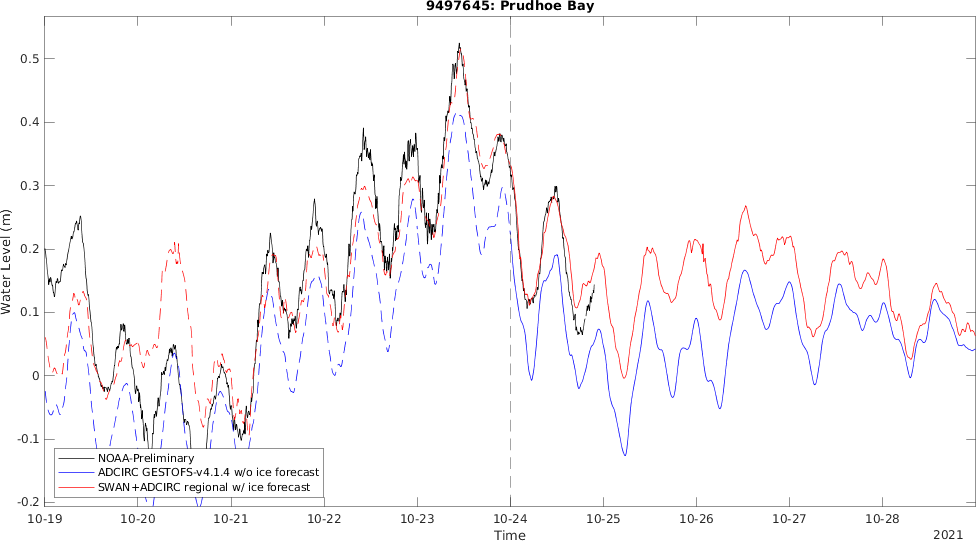 9497645: Prudhoe Bay
Water Level (m)
0.5
0.4
0.3
0.2
0.1
0
-0.1
-0.2
NOAA-Preliminary
ADCIRC GESTOFS-v4.1.4 w/o ice forecast
SWAN+ADCIRC regional w/ ice forecast
10-19 10-20 10-21 10-22 10-23 10-24 10-25 10-26 10-27 10-28
Time
2021